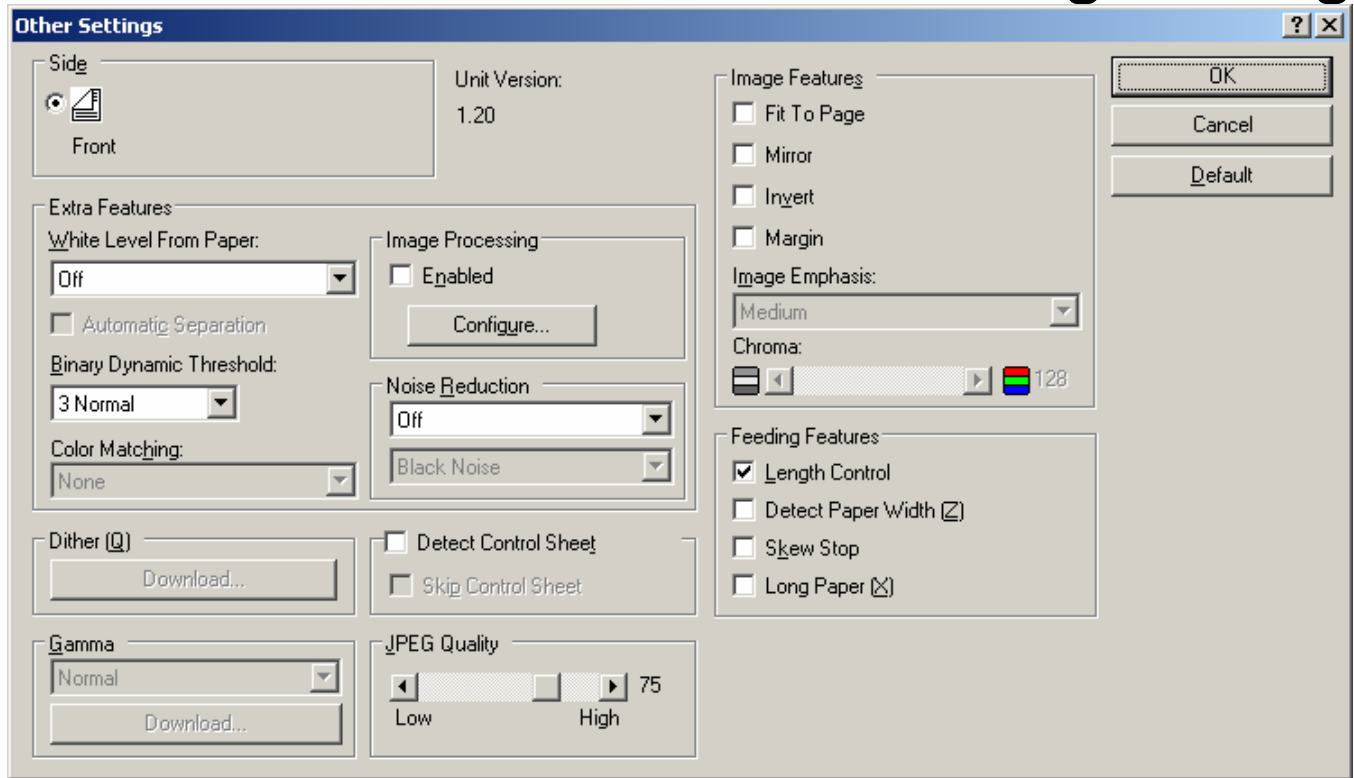 Other Settings
Side
Front
Unit Version:
1.20
Extra Features
White Level From Paper:
Off
Automatic Separation
Binary Dynamic Threshold:
3 Normal
Color Matching:
None
Image Processing
Enabled
Configure...
Noise Reduction
Off
Black Noise
Dither (Q)
Download...
Detect Control Sheet
Skip Control Sheet
Gamma
Normal
Download...
JPEG Quality
75
Low High
Image Features
Fit To Page
Mirror
Invert
Margin
Image Emphasis:
Medium
Chroma:
128
Feeding Features
Length Control
Detect Paper Width (Z)
Skew Stop
Long Paper (X)
OK
Cancel
Default